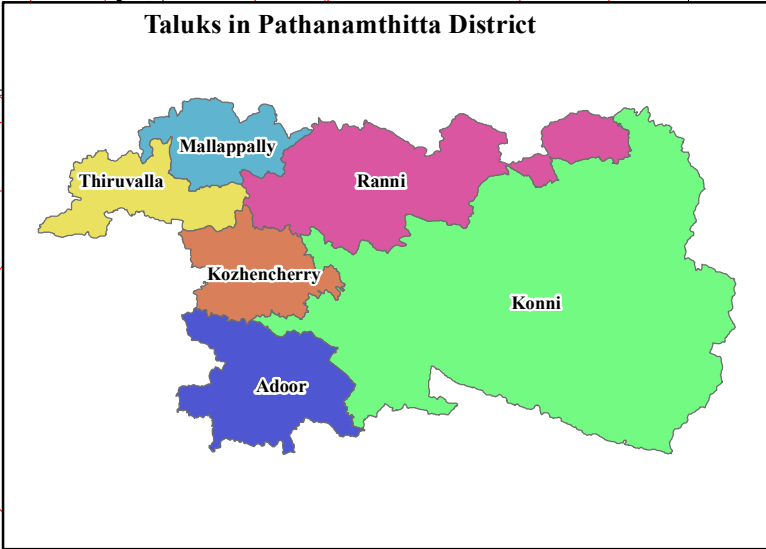 Taluks in Pathanamthitta District
Mallappally
Thiruvalla
Ranni
Kozhencherry
Konni
Adoor